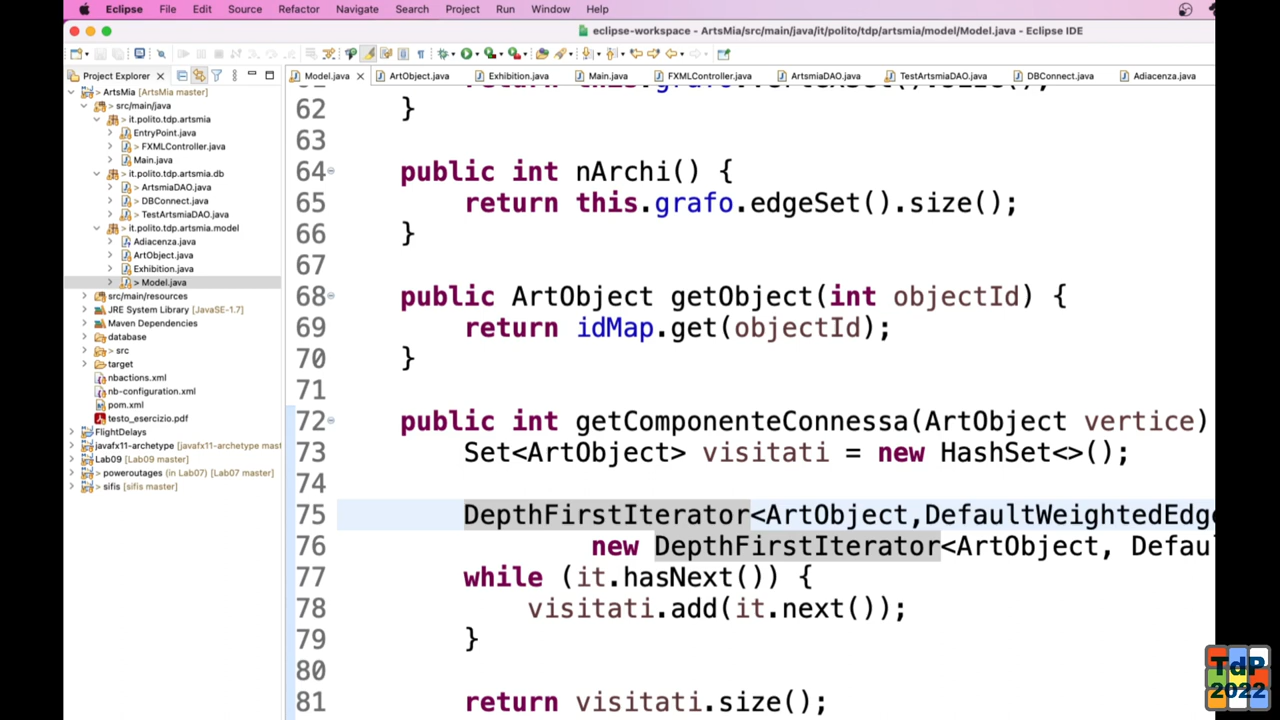 Eclipse File Edit Source Refactor Navigate Search Project Run Window Help
eclipse-workspace - ArtsMia/src/main/java/it/polito/tdp/artsmia/model/Model.java - Eclipse IDE
Project Explorer
Model.java ArtObject.java Exhibition.java Main.java FXMLController.java ArtsmiaDAO.java TestArtsmiaDAO.java DBConnect.java Adiacenza.java
ArtsMia [ArtsMia master]
> src/main/java
> it.polito.tdp.artsmia
EntryPoint.java
> FXMLController.java
Main.java
> it.polito.tdp.artsmia.db
> ArtsmiaDAO.java
> DBConnect.java
> TestArtsmiaDAO.java
> it.polito.tdp.artsmia.model
Adiacenza.java
ArtObject.java
Exhibition.java
> Model.java
src/main/resources
JRE System Library [JavaSE-1.7]
Maven Dependencies
database
> src
target
nbactions.xml
nb-configuration.xml
pom.xml
testo_esercizio.pdf
FlightDelays
javafx11-archetype [javafx11-archetype mast
Lab09 [Lab09 master]
> poweroutages (in Lab07) [Lab07 master]
> sifis [sifis master]
62 }
63
64 public int nArchi() {
65 return this.grafo.edgeSet().size();
66 }
67
68 public ArtObject getObject(int objectId) {
69 return idMap.get(objectId);
70 }
71
72 public int getComponenteConnessa(ArtObject vertice)
73 Set<ArtObject> visitati = new HashSet<>();
74
75 DepthFirstIterator<ArtObject,DefaultWeightedEdge
76 new DepthFirstIterator<ArtObject, Defau
77 while (it.hasNext()) {
78 visitati.add(it.next());
79 }
80
81 return visitati.size();
TdP
2022